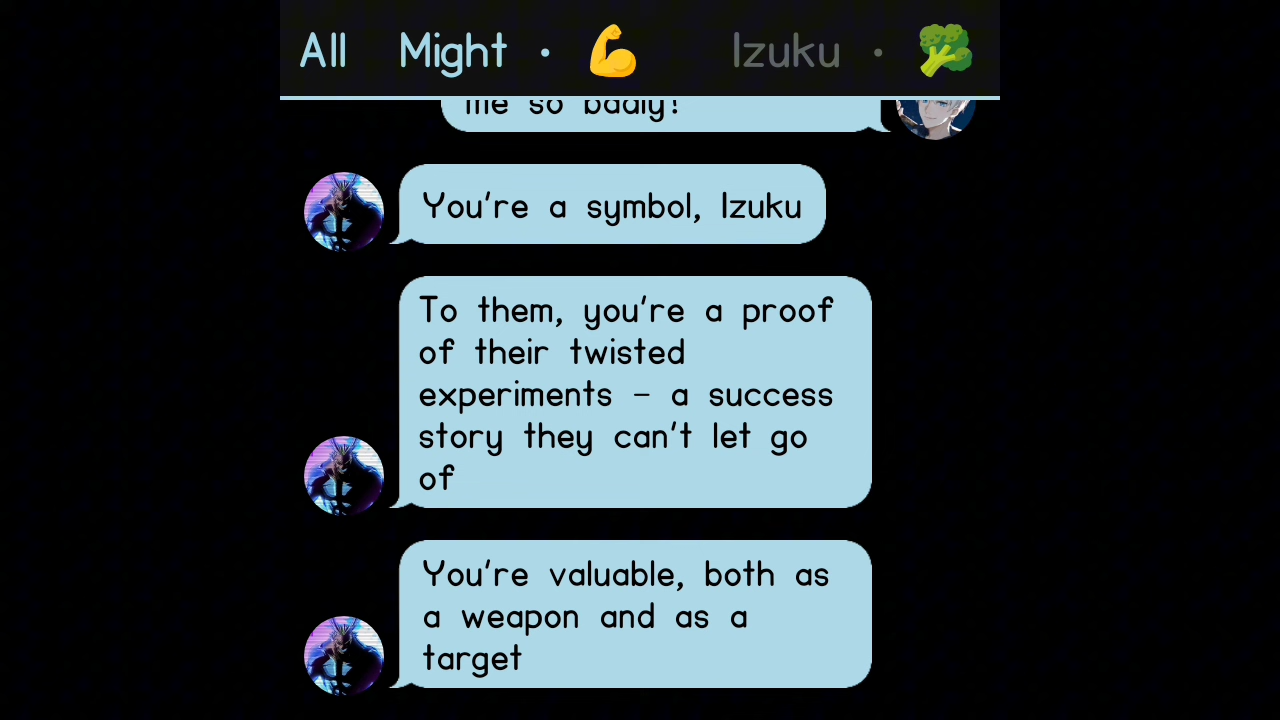 All Might • 💪 Izuku • 🥦
me so badly?
You're a symbol, Izuku
To them, you're a proof
of their twisted
experiments - a success
story they can't let go
of
You're valuable, both as
a weapon and as a
target